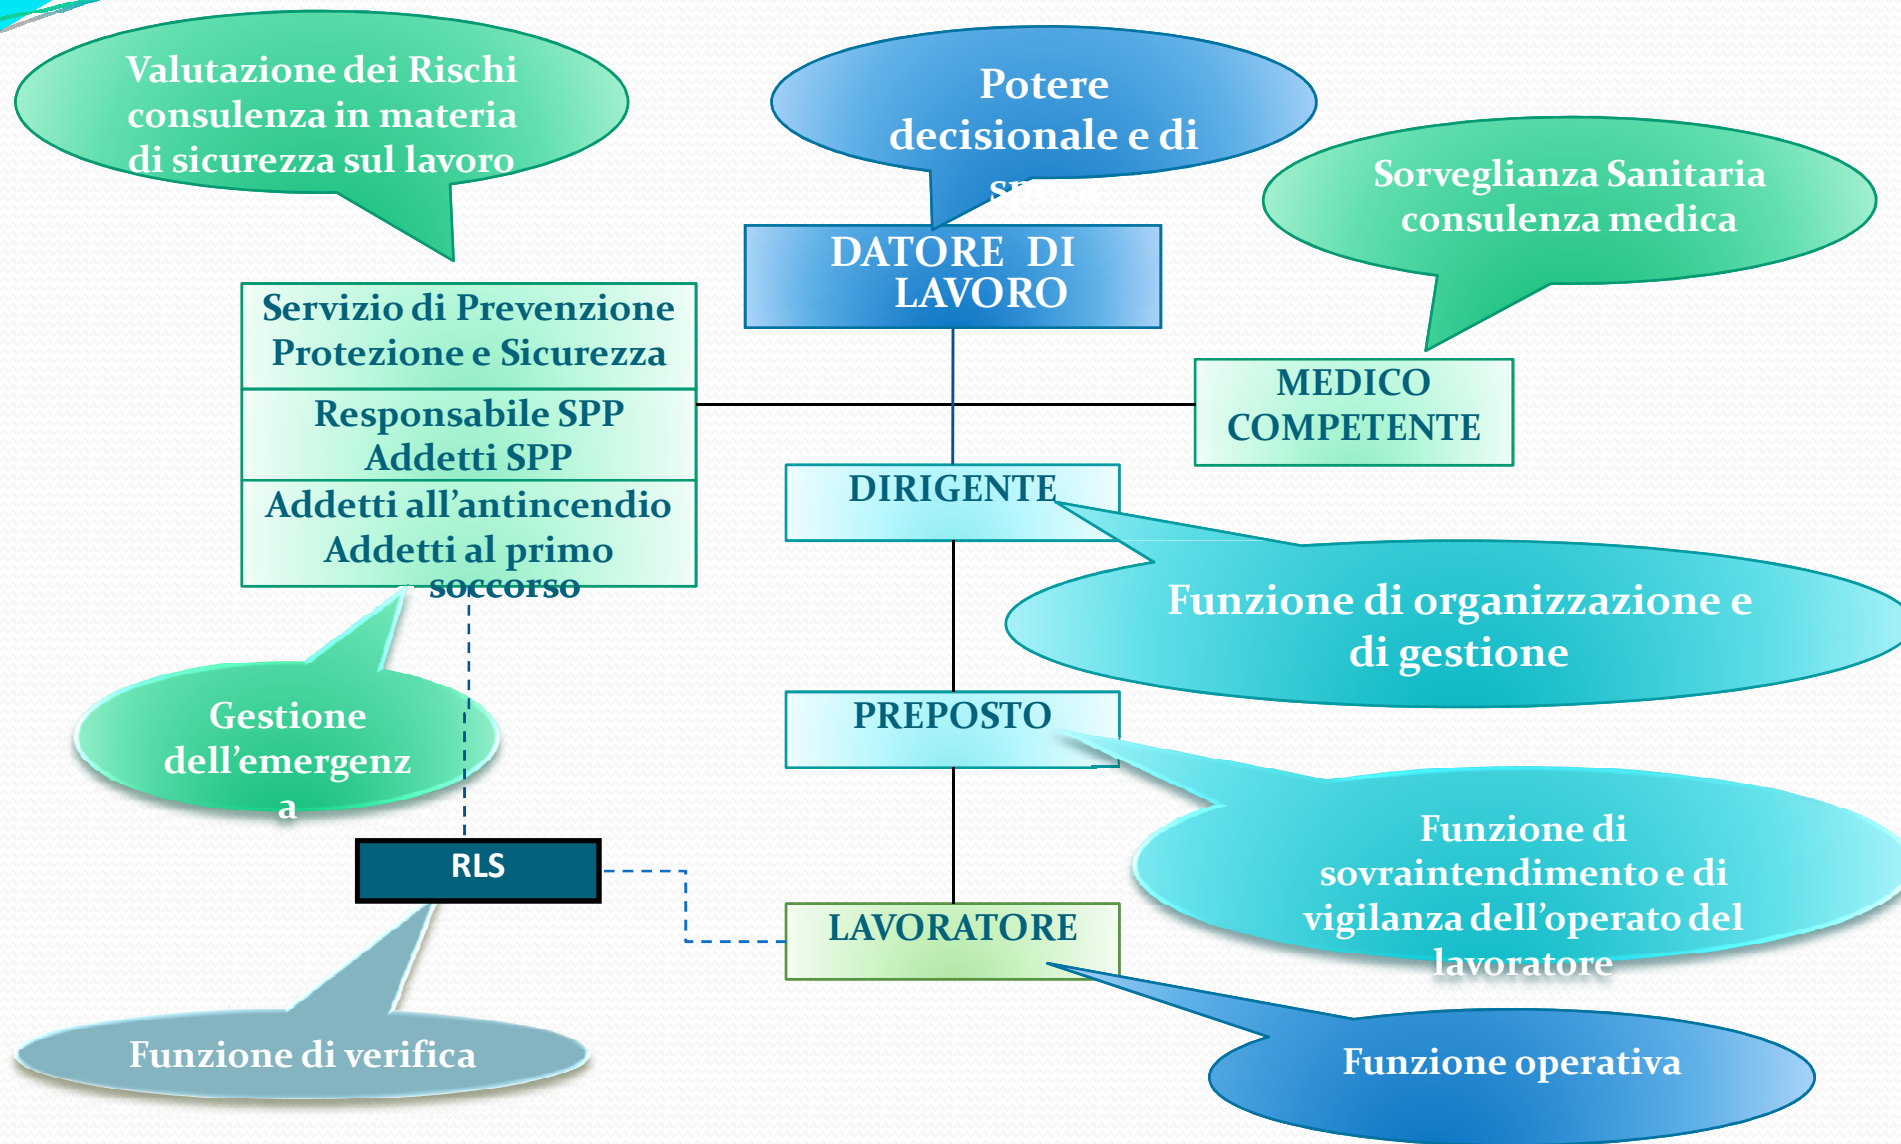 Valutazione dei Rischi
consulenza in materia
di sicurezza sul lavoro
Potere
decisionale e di
Sorveglianza Sanitaria
consulenza medica
DATORE DI
LAVORO
Servizio di Prevenzione
Protezione e Sicurezza
Responsabile SPP
Addetti SPP
Addetti all’antincendio
Addetti al primo
soccorso
MEDICO
COMPETENTE
DIRIGENTE
Funzione di organizzazione e
di gestione
Gestione
dell’emergenz
a
PREPOSTO
Funzione di
sovraintendimento e di
vigilanza dell’operato del
lavoratore
RLS
LAVORATORE
Funzione di verifica
Funzione operativa